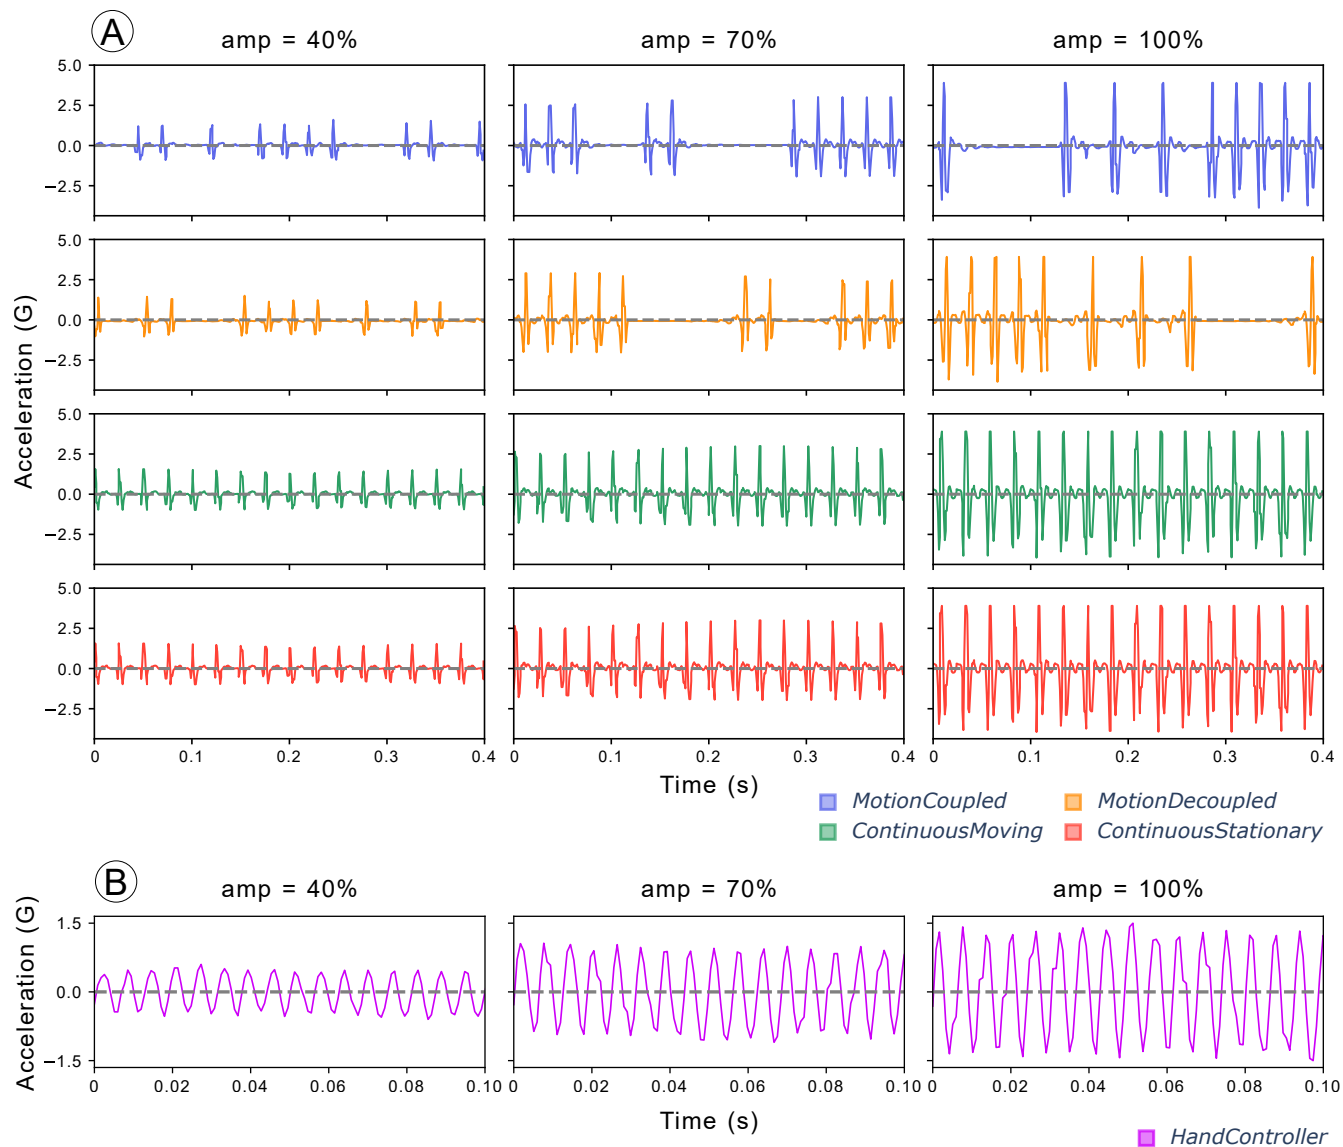 A
amp = 40% amp = 70% amp = 100%
5.0
2.5
0.0
−2.5
5.0
2.5
0.0
−2.5
Acceleration (G)
5.0
2.5
0.0
−2.5
5.0
2.5
0.0
−2.5
0 0.1 0.2 0.3 0.4 0 0.1 0.2 0.3 0.4 0 0.1 0.2 0.3 0.4
Time (s)
MotionCoupled MotionDecoupled
ContinuousMoving ContinuousStationary
B
amp = 40% amp = 70% amp = 100%
Acceleration (G)
1.5
0.0
−1.5
0 0.02 0.04 0.06 0.08 0.10 0 0.02 0.04 0.06 0.08 0.10 0 0.02 0.04 0.06 0.08 0.10
Time (s)
HandController